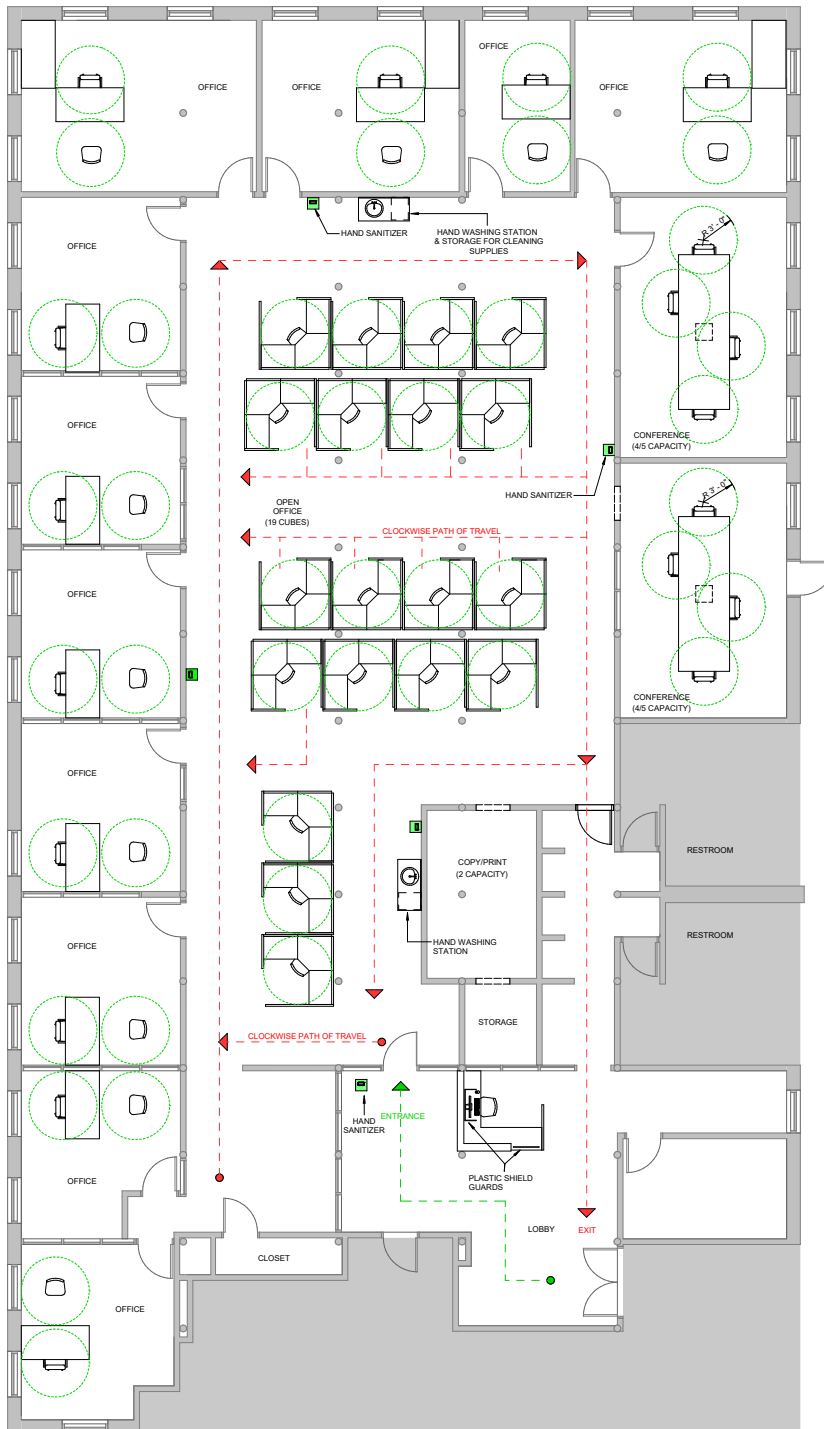 OFFICE
OFFICE
OFFICE
OFFICE
HAND SANITIZER
HAND WASHING STATION
& STORAGE FOR CLEANING
SUPPLIES
R 3' - 0"
OFFICE
CONFERENCE
(4/5 CAPACITY)
OFFICE
HAND SANITIZER
R 3' - 0"
OPEN
OFFICE
(19 CUBES)
CLOCKWISE PATH OF TRAVEL
OFFICE
CONFERENCE
(4/5 CAPACITY)
OFFICE
COPY/PRINT
(2 CAPACITY)
RESTROOM
OFFICE
HAND WASHING
STATION
RESTROOM
STORAGE
CLOCKWISE PATH OF TRAVEL
ENTRANCE
HAND
SANITIZER
OFFICE
PLASTIC SHIELD
GUARDS
LOBBY
EXIT
CLOSET
OFFICE